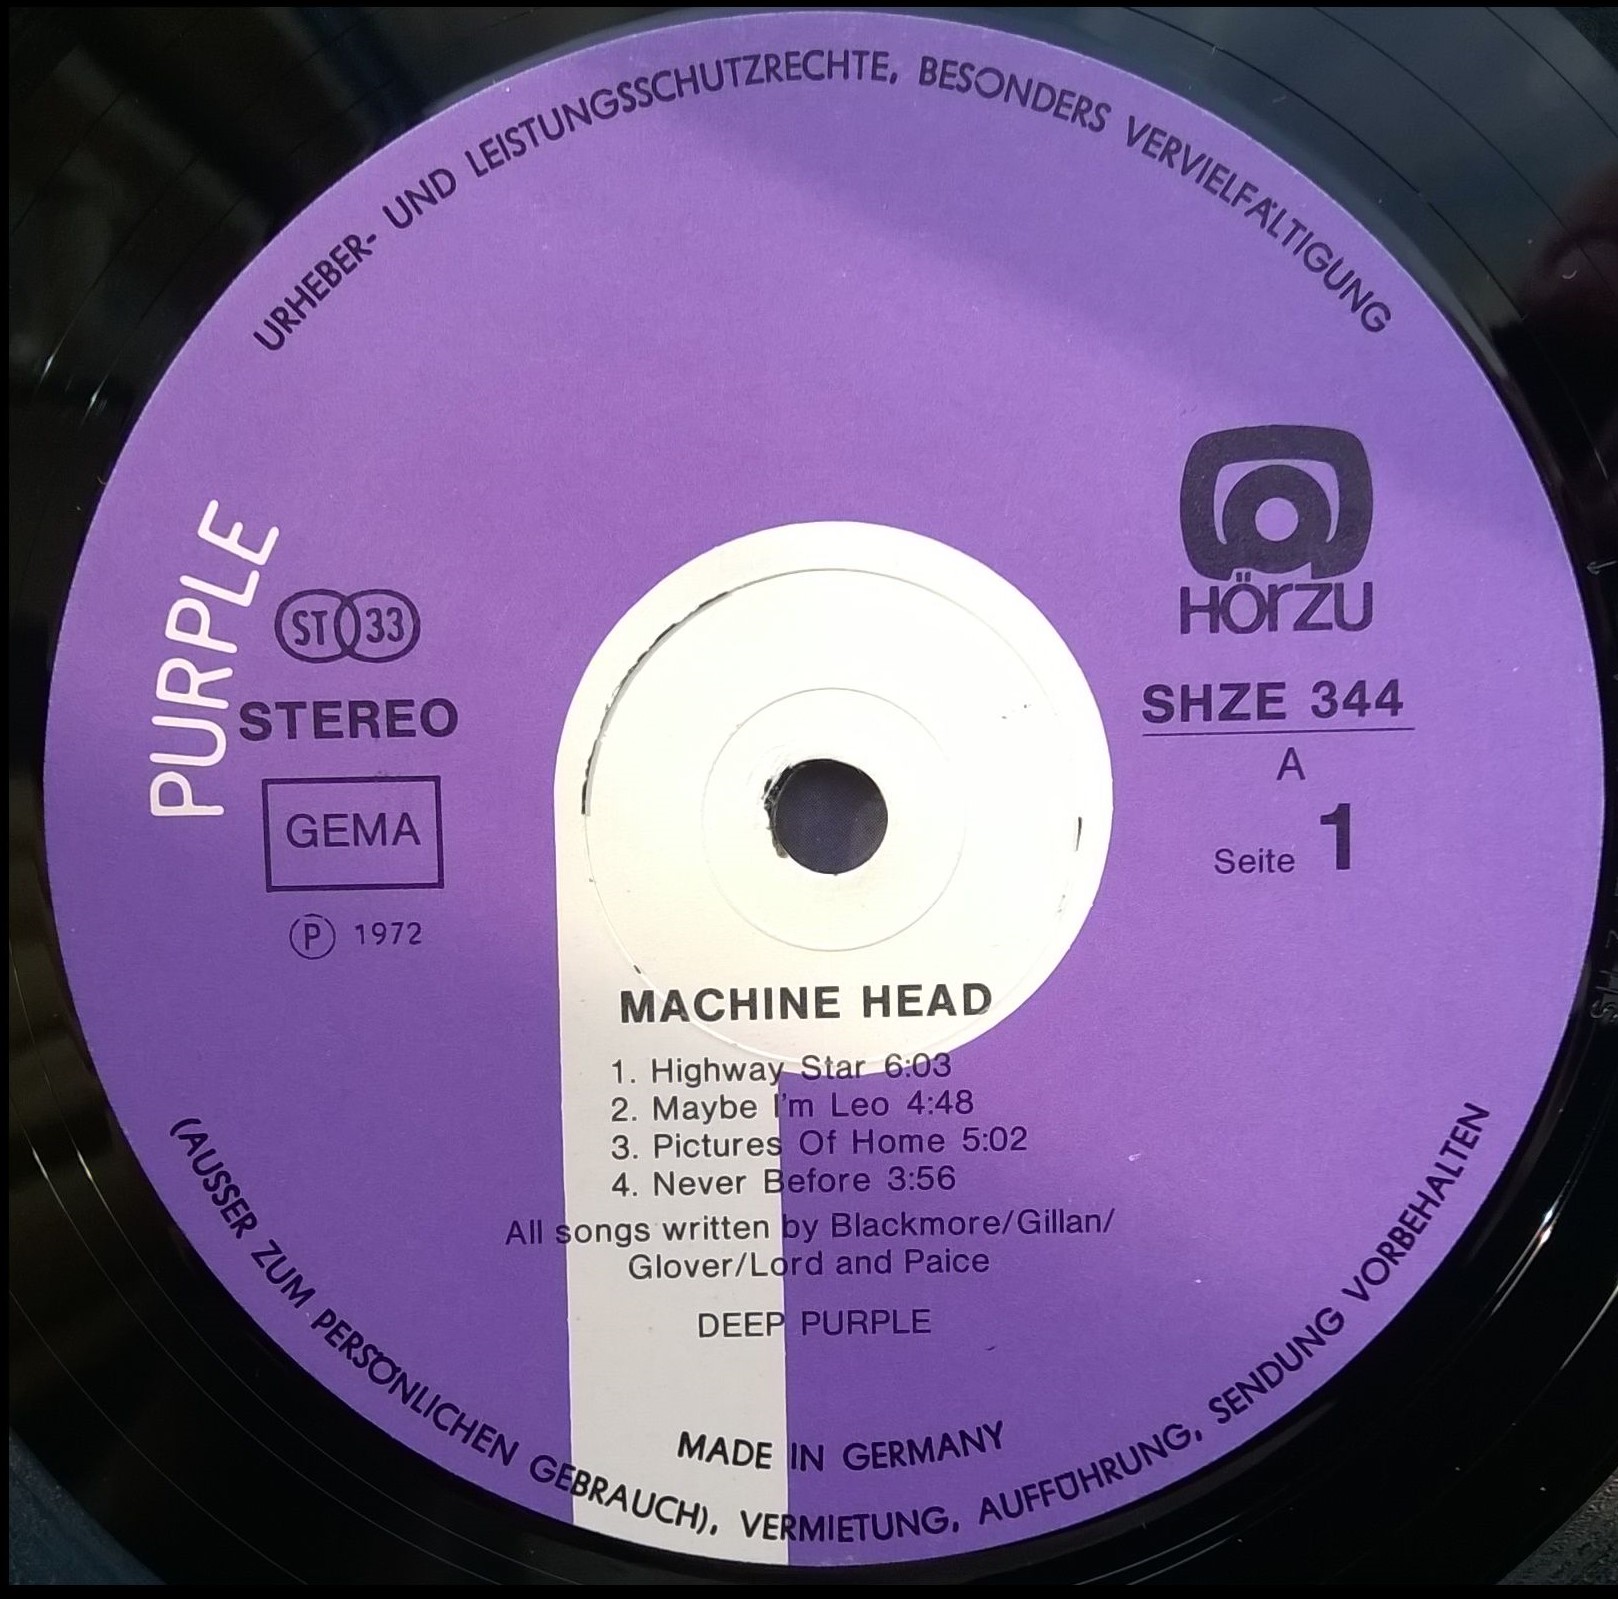 URHEBER- UND LEISTUNGSSCHUTZRECHTE, BESONDERS VERVIELFÄLTIGUNG
PURPLE
ST 33
STEREO
GEMA
Ⓟ 1972
HÖRZU
SHZE 344
A
Seite 1
MACHINE HEAD
1. Highway Star 6:03
2. Maybe I'm Leo 4:48
3. Pictures Of Home 5:02
4. Never Before 3:56
All songs written by Blackmore/Gillan/
Glover/Lord and Paice
DEEP PURPLE
MADE IN GERMANY
(AUSSER ZUM PERSÖNLICHEN GEBRAUCH), VERMIETUNG, AUFFÜHRUNG, SENDUNG VORBEHALTEN